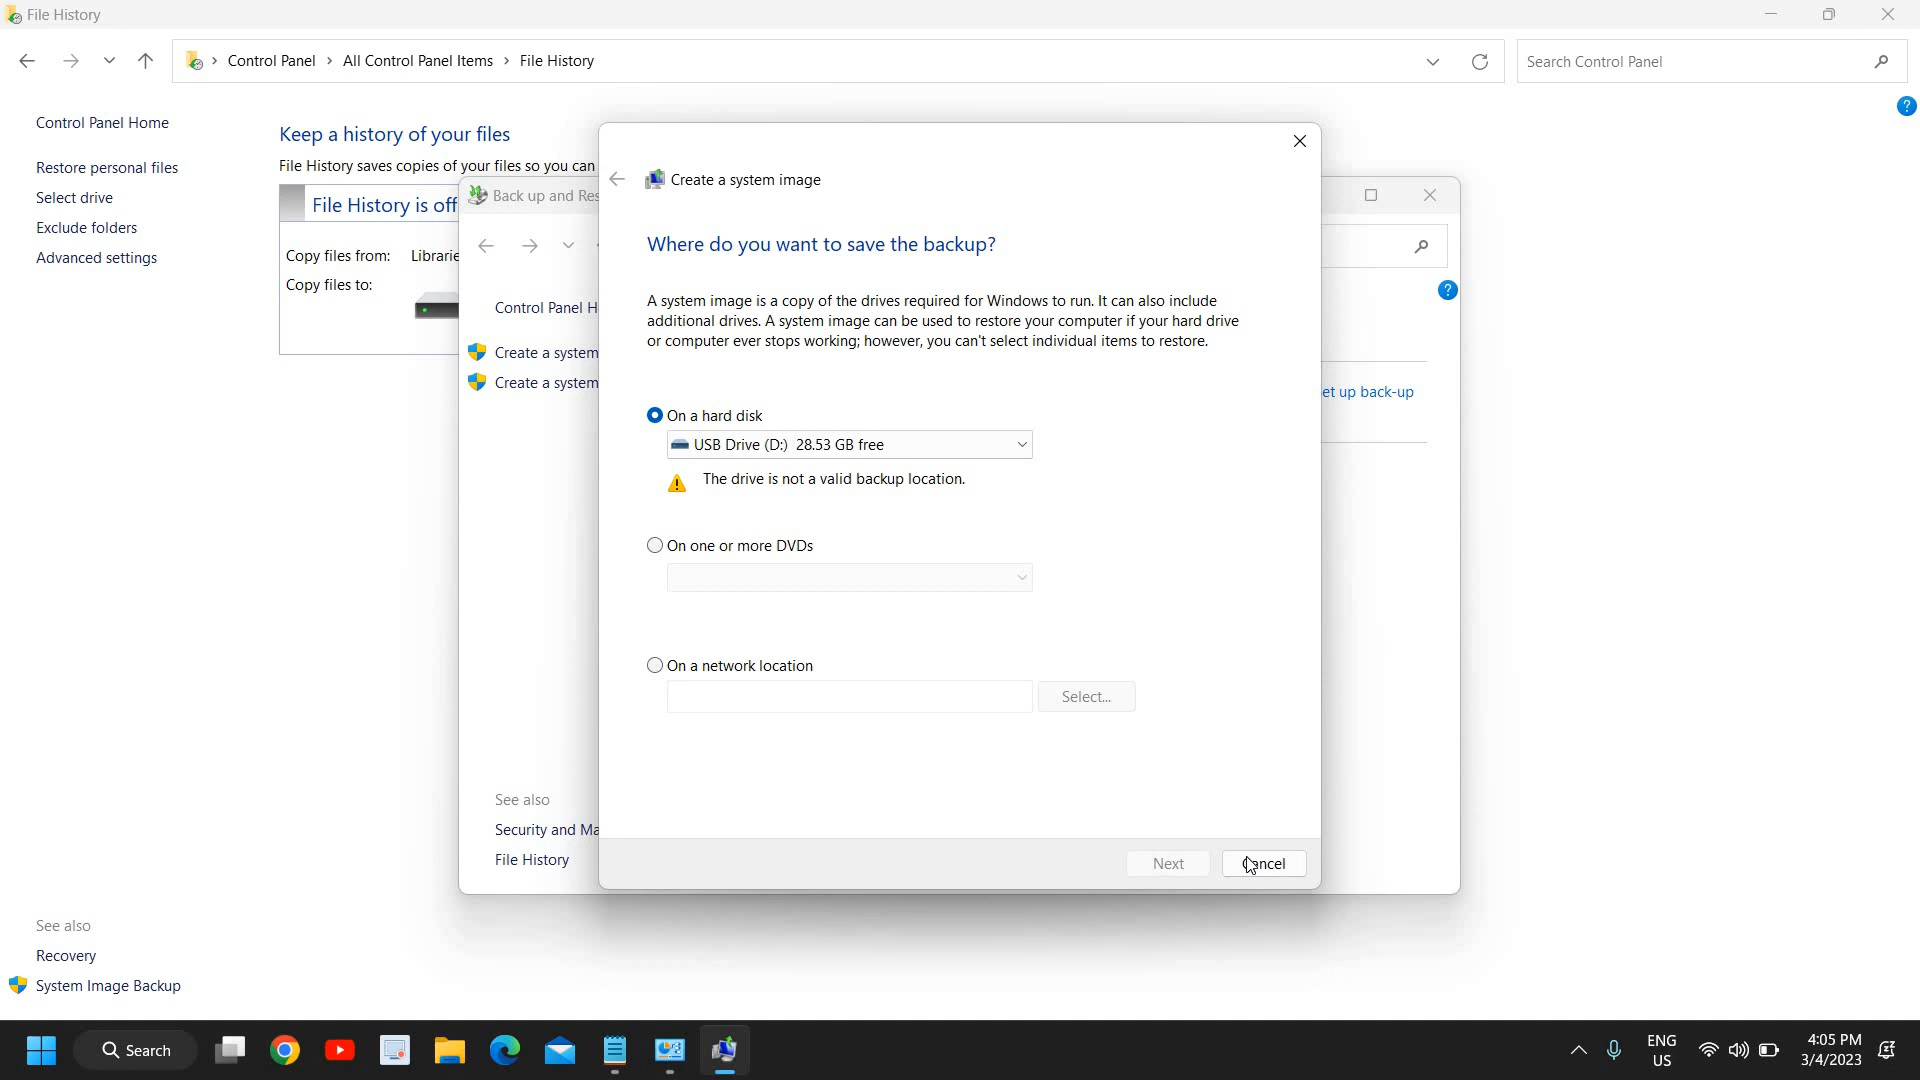 File History
Control Panel
All Control Panel Items
File History
Search Control Panel
Control Panel Home
Restore personal files
Select drive
Exclude folders
Advanced settings
Keep a history of your files
File History saves copies of your files so you can
File History is off
Copy files from:
Copy files to:
Back up and
Control Panel
Create a system
Create a system
See also
Security and
File History
up back-up
Create a system image
Where do you want to save the backup?
A system image is a copy of the drives required for Windows to run. It can also include
additional drives. A system image can be used to restore your computer if your hard drive
or computer ever stops working; however, you can't select individual items to restore.
On a hard disk
USB Drive (D:) 28.53 GB free
The drive is not a valid backup location.
On one or more DVDs
On a network location
Select...
Next
Cancel
See also
Recovery
System Image Backup
Search
ENG
US
4:05 PM
3/4/2023